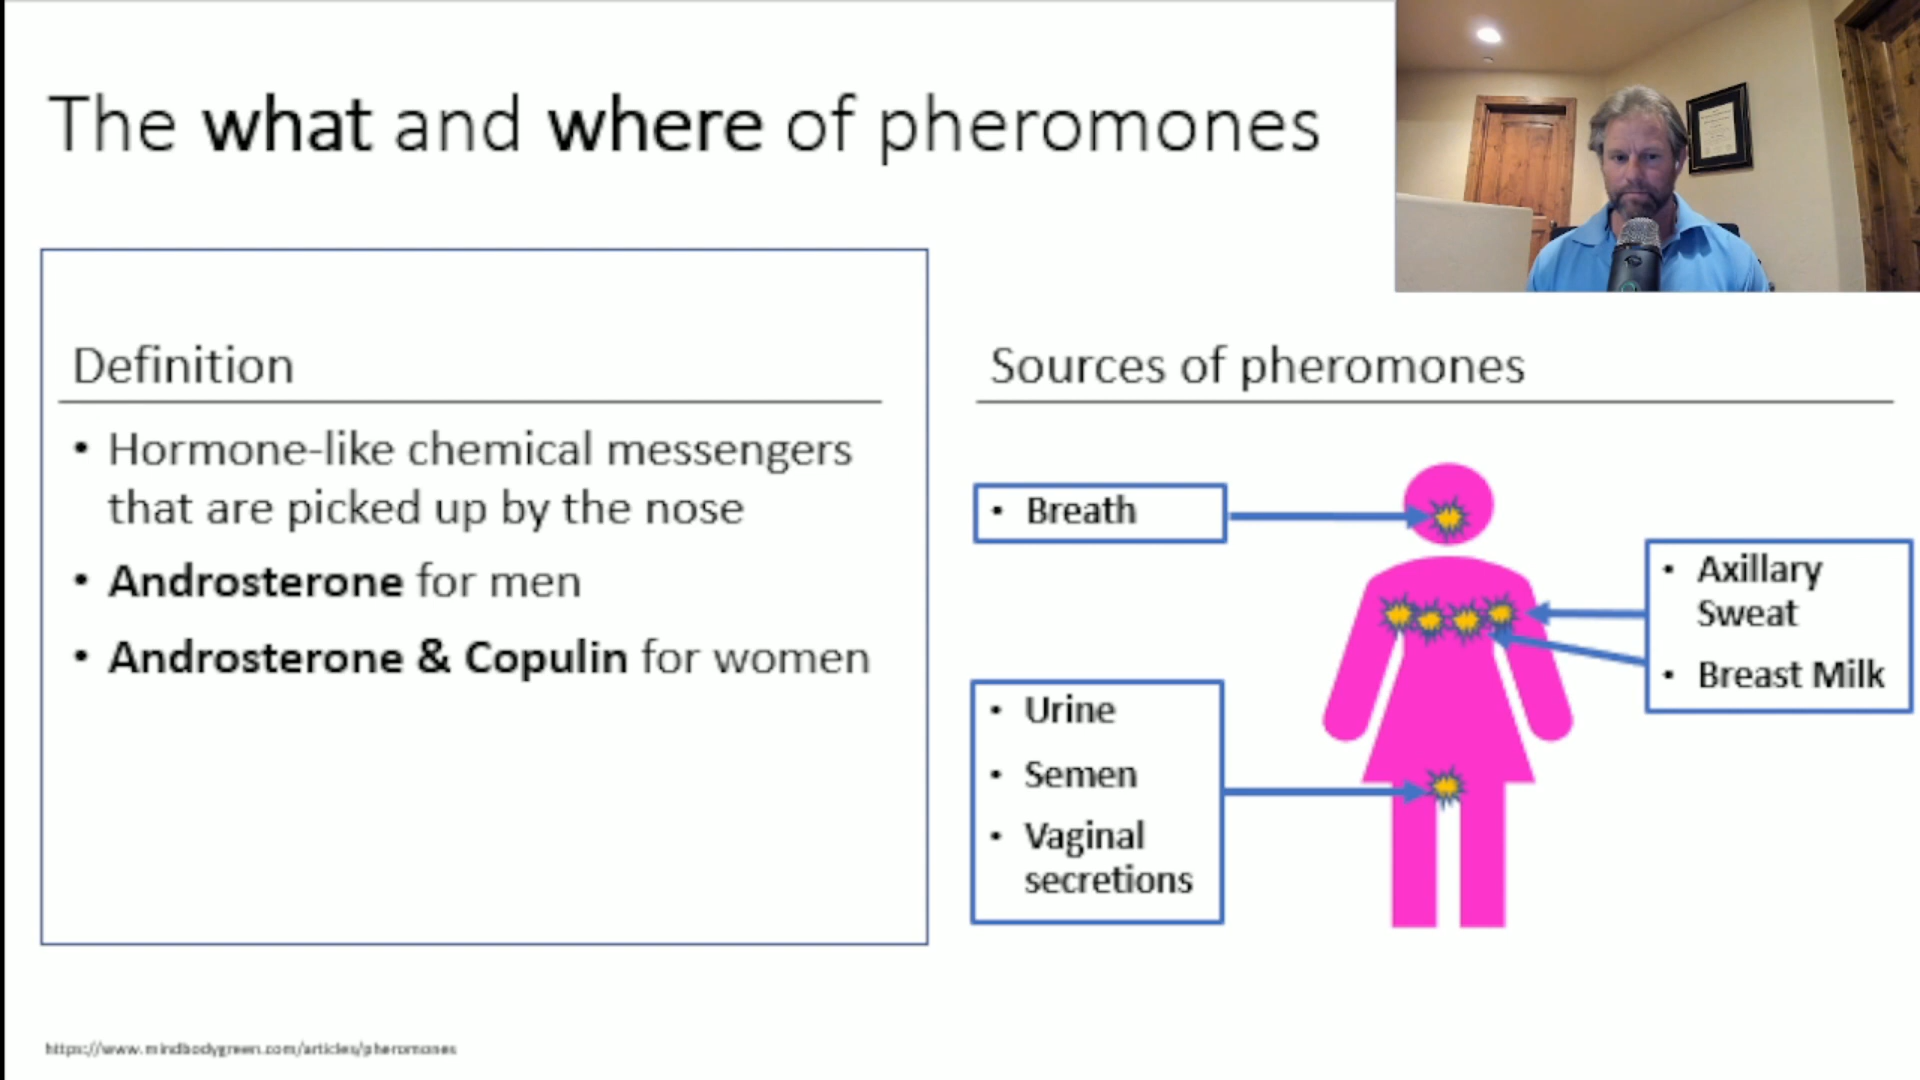 The what and where of pheromones
Definition
• Hormone-like chemical messengers
that are picked up by the nose
• Androsterone for men
• Androsterone & Copulin for women
Sources of pheromones
• Breath
• Axillary
Sweat
• Breast Milk
• Urine
• Semen
• Vaginal
secretions
https://www.mindbodygreen.com/articles/pheromones